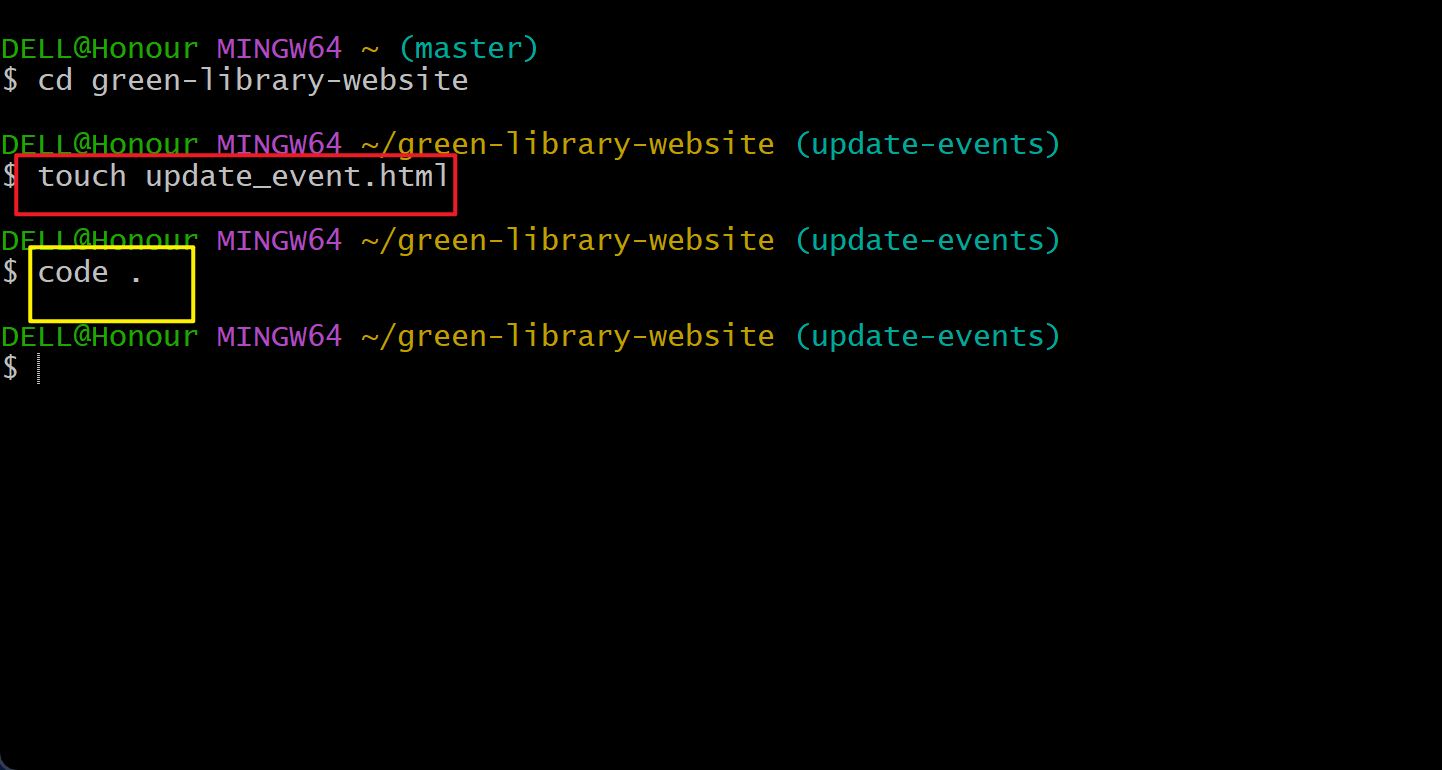 DELL@Honour MINGW64 ~ (master)
$ cd green-library-website
DELL@Honour MINGW64 ~/green-library-website (update-events)
$ touch update_event.html
DELL@Honour MINGW64 ~/green-library-website (update-events)
$ code .
DELL@Honour MINGW64 ~/green-library-website (update-events)
$